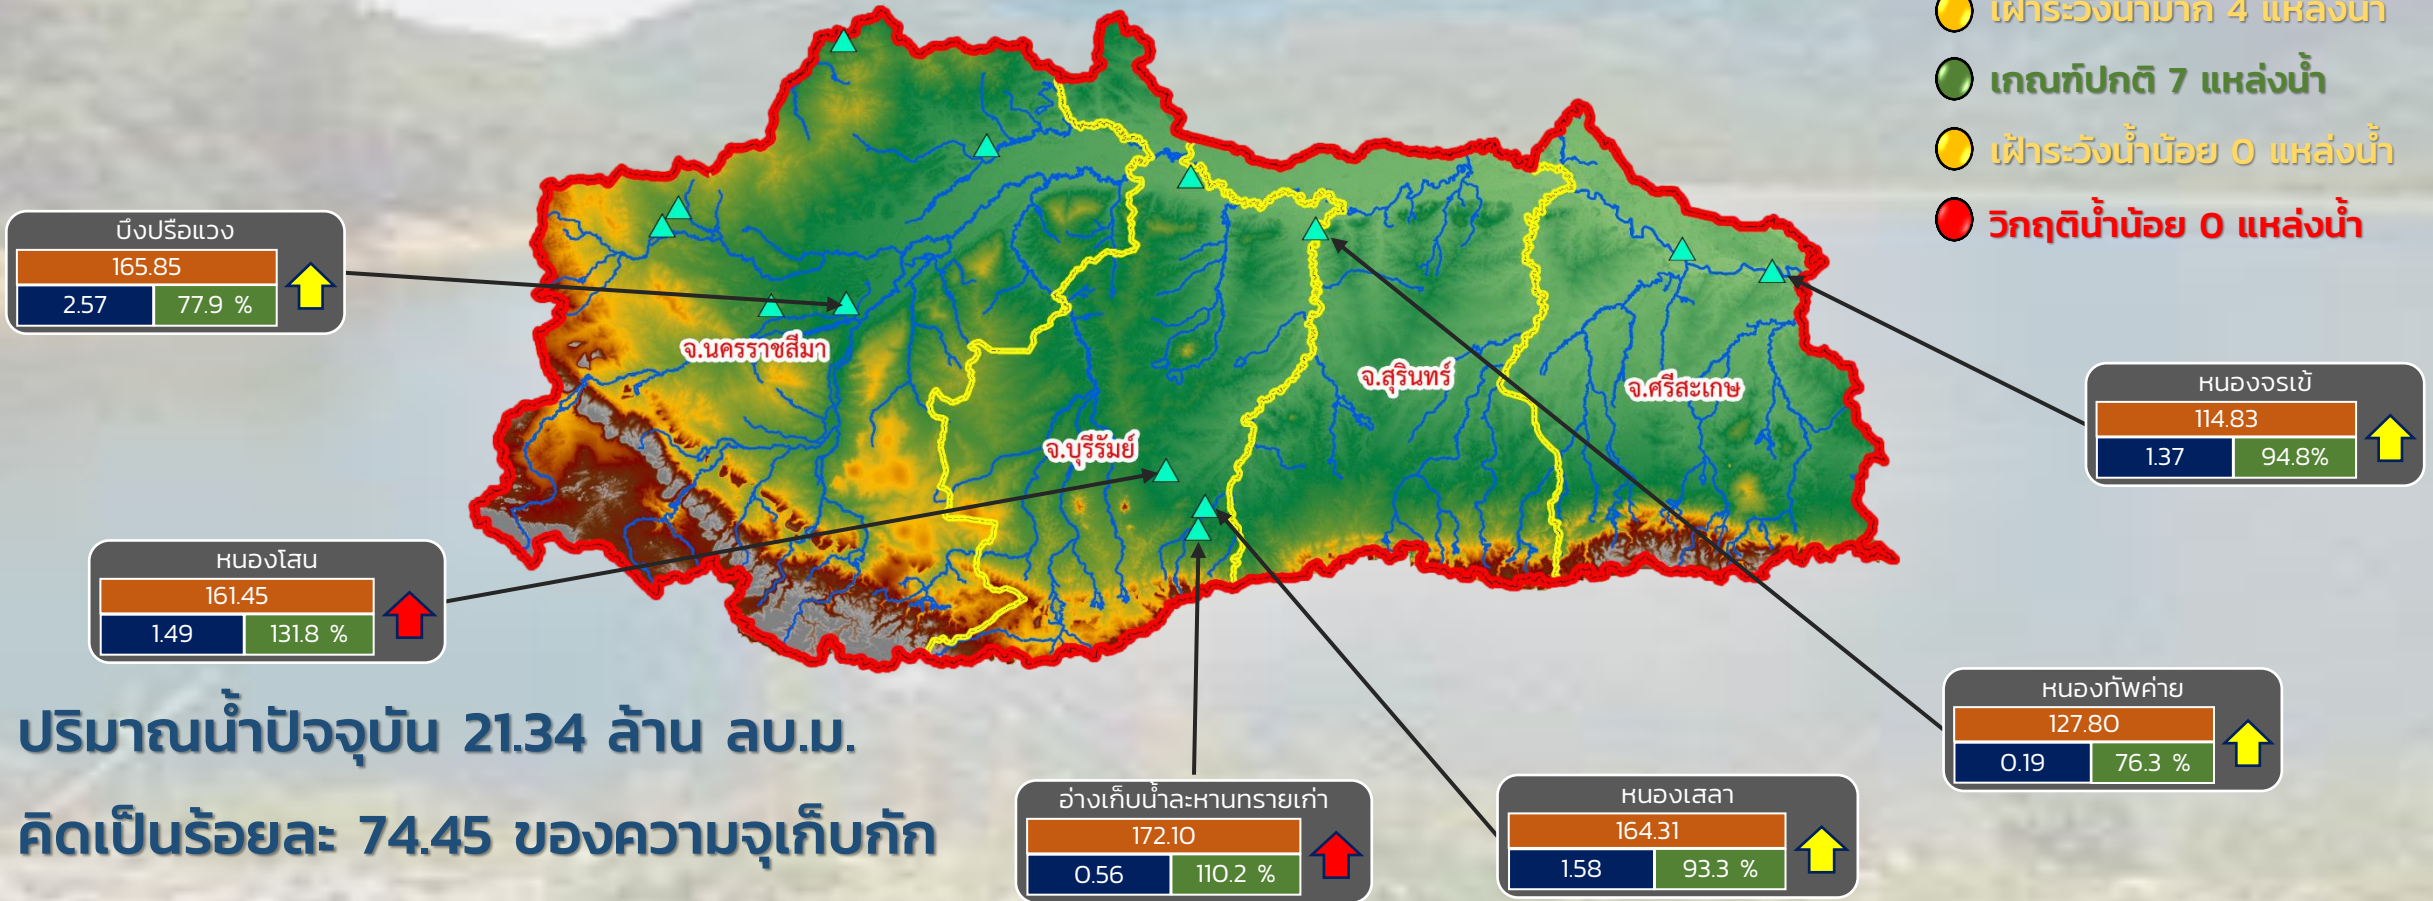 เฝ้าระวังน้ำมาก 4 แหล่งน้ำ
เกณฑ์ปกติ 7 แหล่งน้ำ
เฝ้าระวังน้ำน้อย 0 แหล่งน้ำ
วิกฤติน้ำน้อย 0 แหล่งน้ำ
บึงปรือแวง
165.85
2.57 77.9 %
จ.นครราชสีมา
จ.สุรินทร์
จ.ศรีสะเกษ
จ.บุรีรัมย์
หนองจรเข้
114.83
1.37 94.8%
หนองโสน
161.45
1.49 131.8 %
หนองทัพค่าย
127.80
0.19 76.3 %
ปริมาณน้ำปัจจุบัน 21.34 ล้าน ลบ.ม.
คิดเป็นร้อยละ 74.45 ของความจุเก็บกัก
อ่างเก็บน้ำละหานทรายเก่า
172.10
0.56 110.2 %
หนองเสลา
164.31
1.58 93.3 %